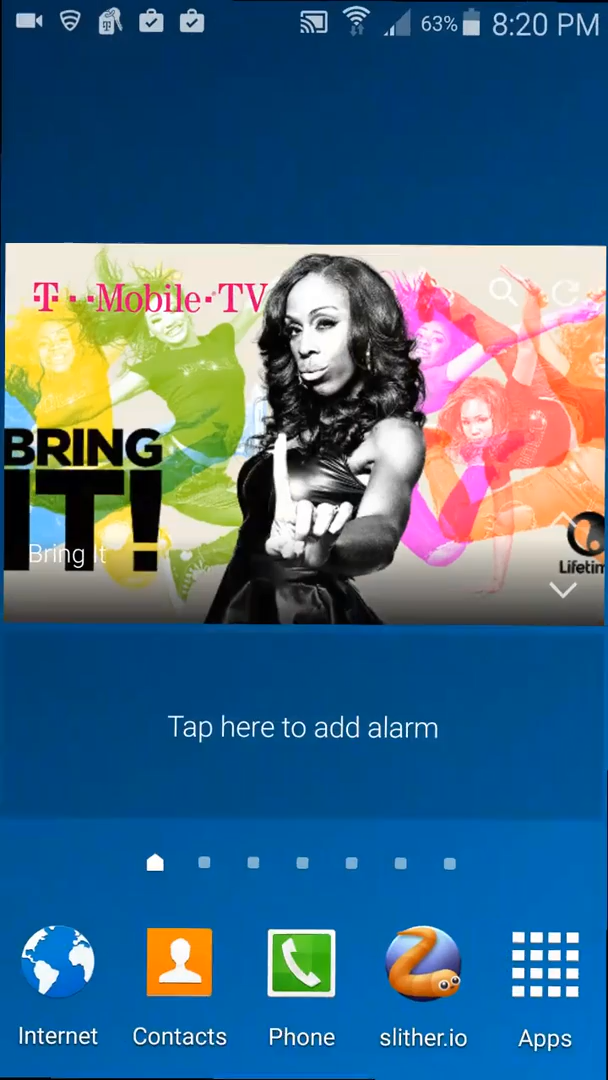 63% 8:20 PM
T··Mobile·TV
BRING
IT!
Bring It
Lifetim
Tap here to add alarm
Internet Contacts Phone slither.io Apps